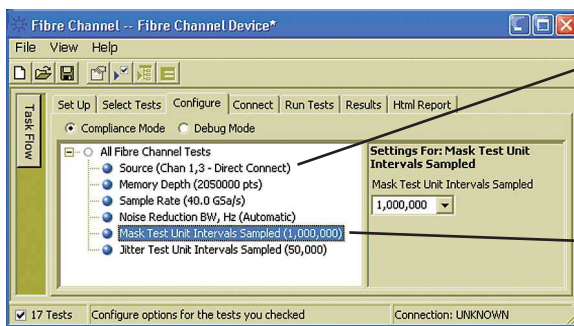 Fibre Channel -- Fibre Channel Device*
File View Help
Task Flow
Set Up Select Tests Configure Connect Run Tests Results Html Report
Compliance Mode Debug Mode
All Fibre Channel Tests
Source (Chan 1,3 - Direct Connect)
Memory Depth (2050000 pts)
Sample Rate (40.0 GSa/s)
Noise Reduction BW, Hz (Automatic)
Mask Test Unit Intervals Sampled (1,000,000)
Jitter Test Unit Intervals Sampled (50,000)
Settings For: Mask Test Unit
Intervals Sampled
Mask Test Unit Intervals Sampled
1,000,000
17 Tests Configure options for the tests you checked Connection: UNKNOWN